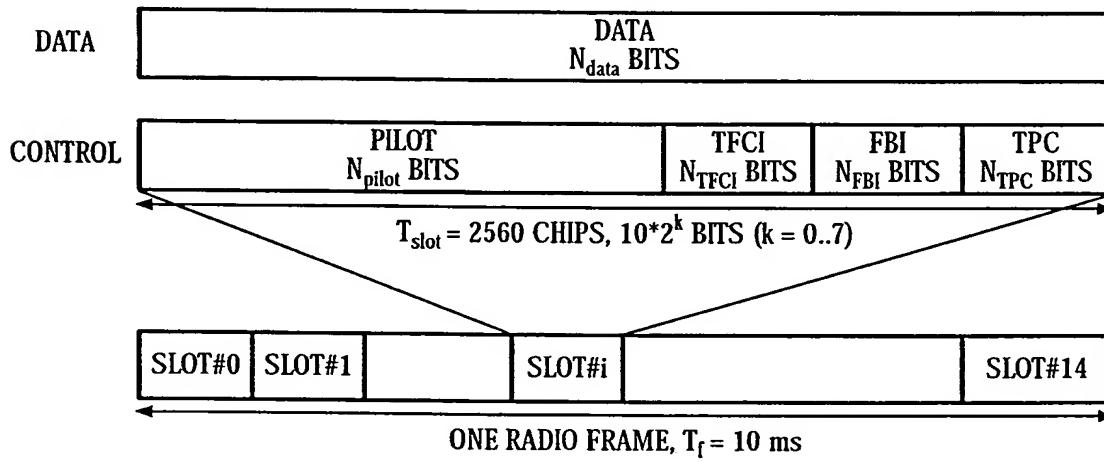 DATA
DATA
N_data BITS
CONTROL
PILOT
N_pilot BITS
TFCI
N_TFCI BITS
FBI
N_FBI BITS
TPC
N_TPC BITS
T_slot = 2560 CHIPS, 10*2^k BITS (k = 0..7)
SLOT#0 SLOT#1 SLOT#i SLOT#14
ONE RADIO FRAME, T_f = 10 ms